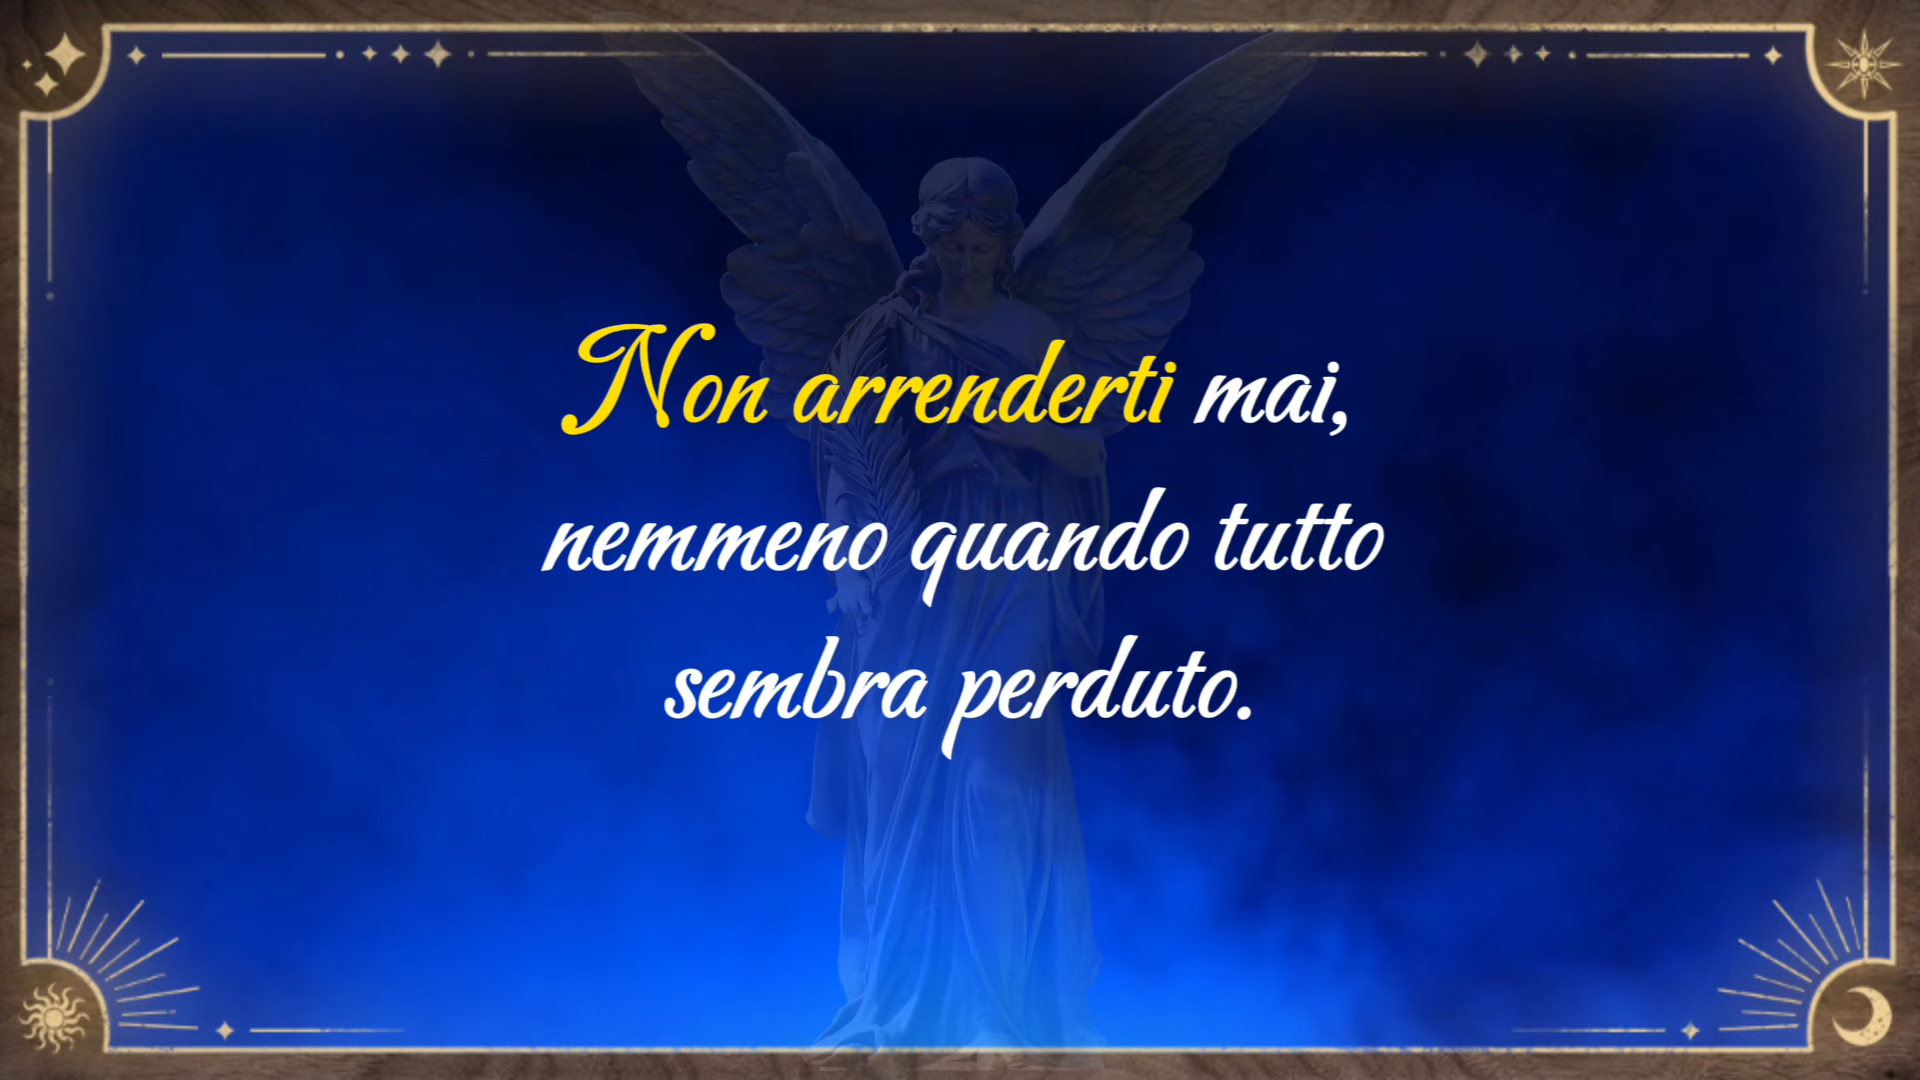 Non arrenderti mai,
nemmeno quando tutto
sembra perduto.